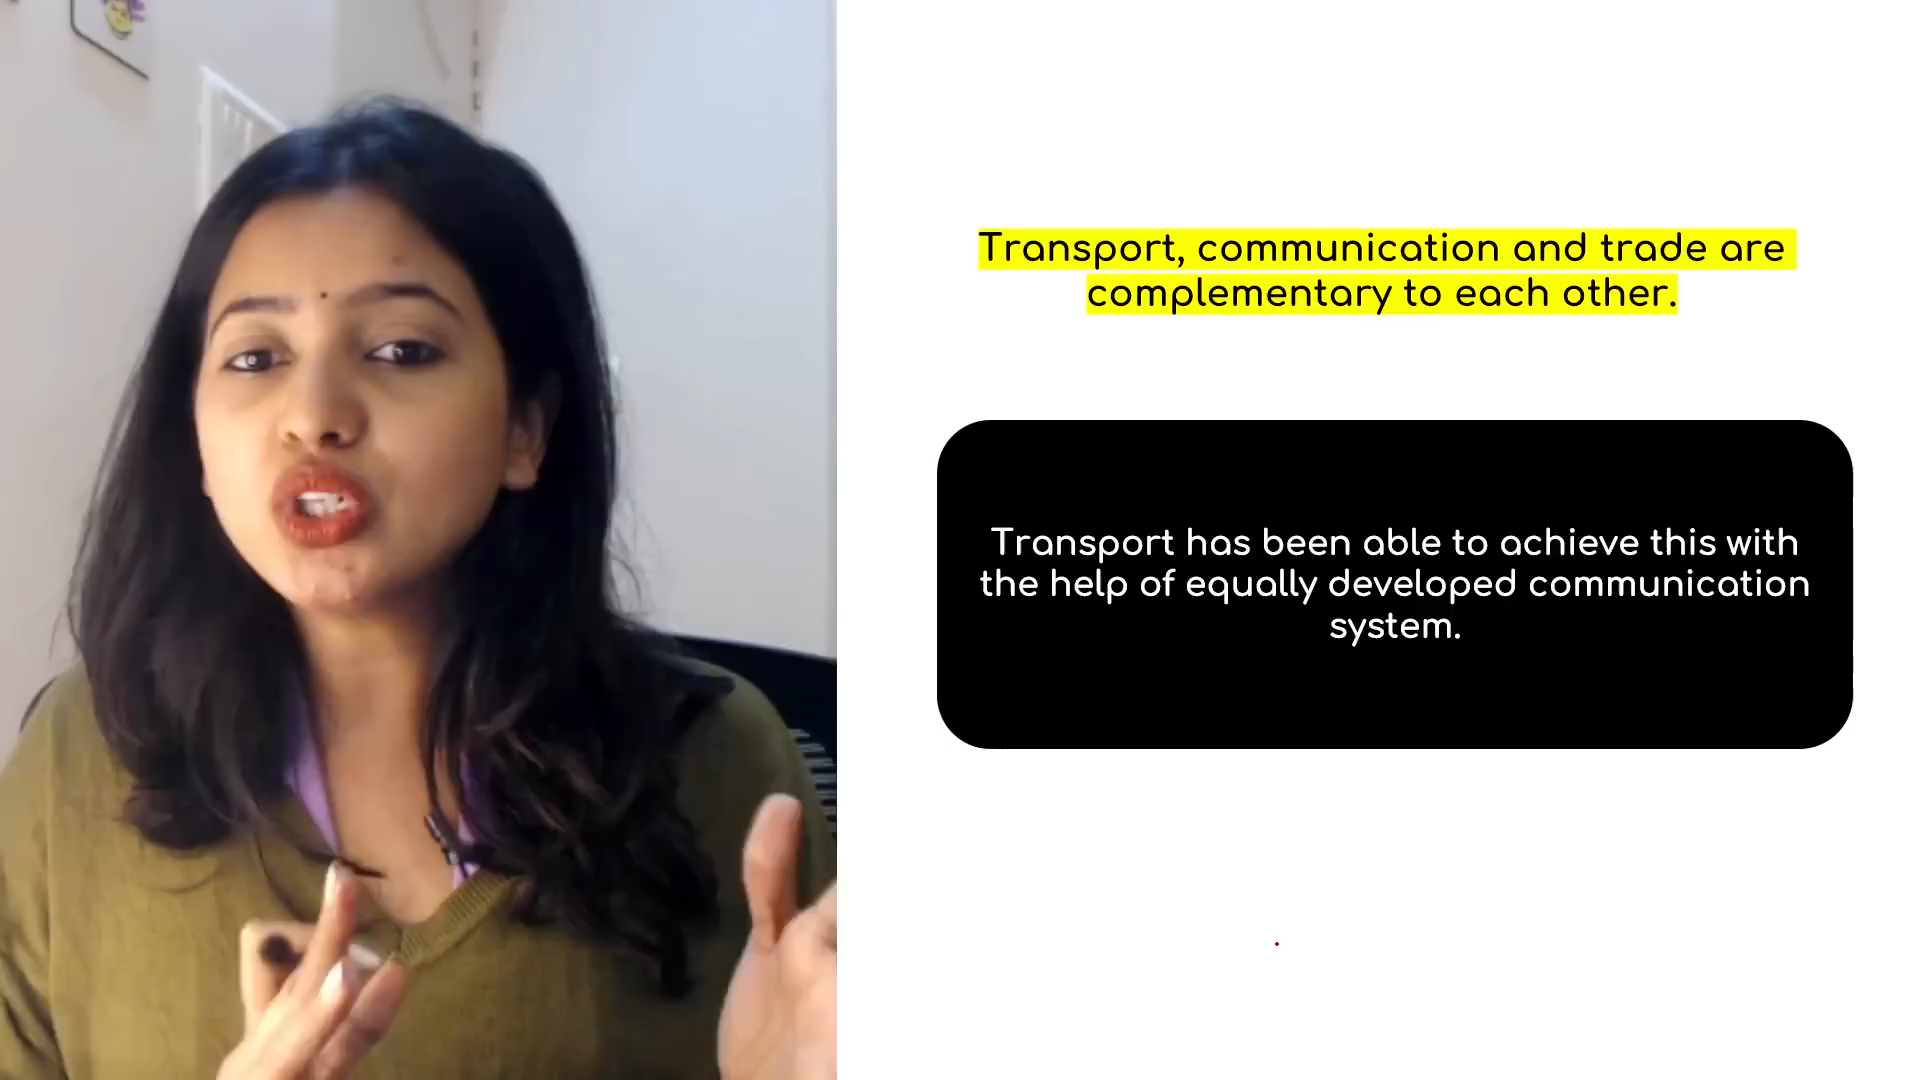 Transport, communication and trade are
complementary to each other.
Transport has been able to achieve this with
the help of equally developed communication
system.